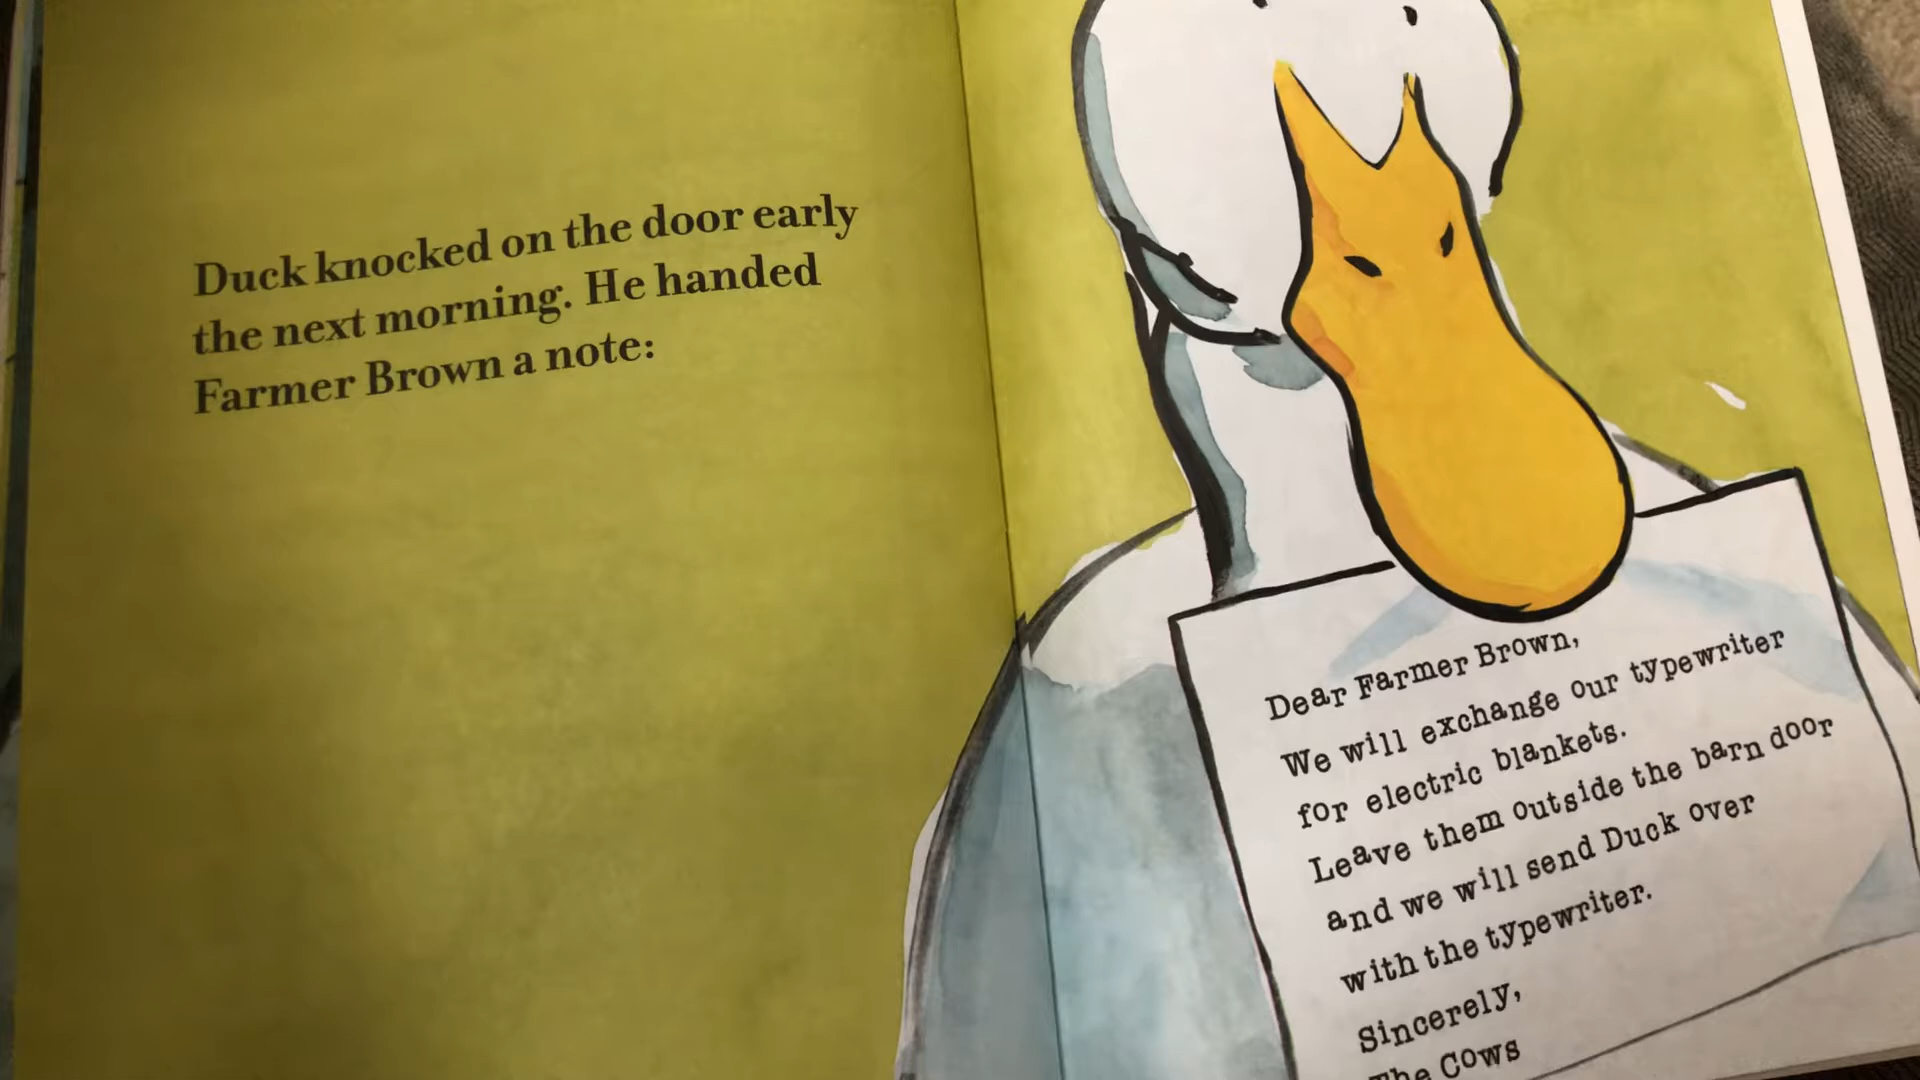 Duck knocked on the door early
the next morning. He handed
Farmer Brown a note:
Dear Farmer Brown,
We will exchange our typewriter
for electric blankets.
Leave them outside the barn door
and we will send Duck over
with the typewriter.
Sincerely,
The Cows